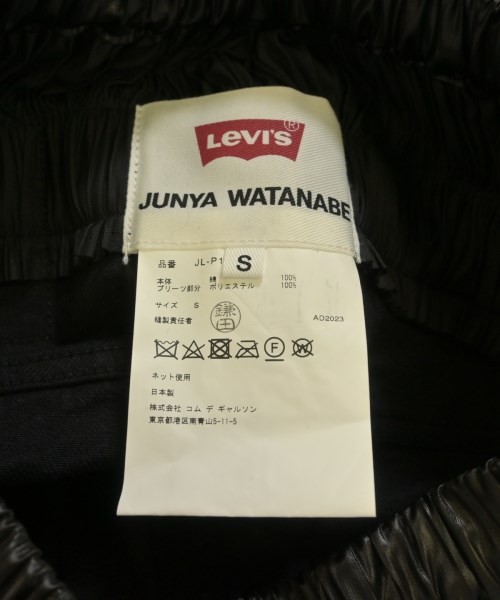 LEVI'S®
JUNYA WATANABE
S
品番 JL-P1
本体 綿 100%
プリーツ部分 ポリエステル 100%
サイズ S
縫製責任者 鎌田 AD2023
F W
ネット使用
日本製
株式会社 コム デ ギャルソン
東京都港区南青山5-11-5